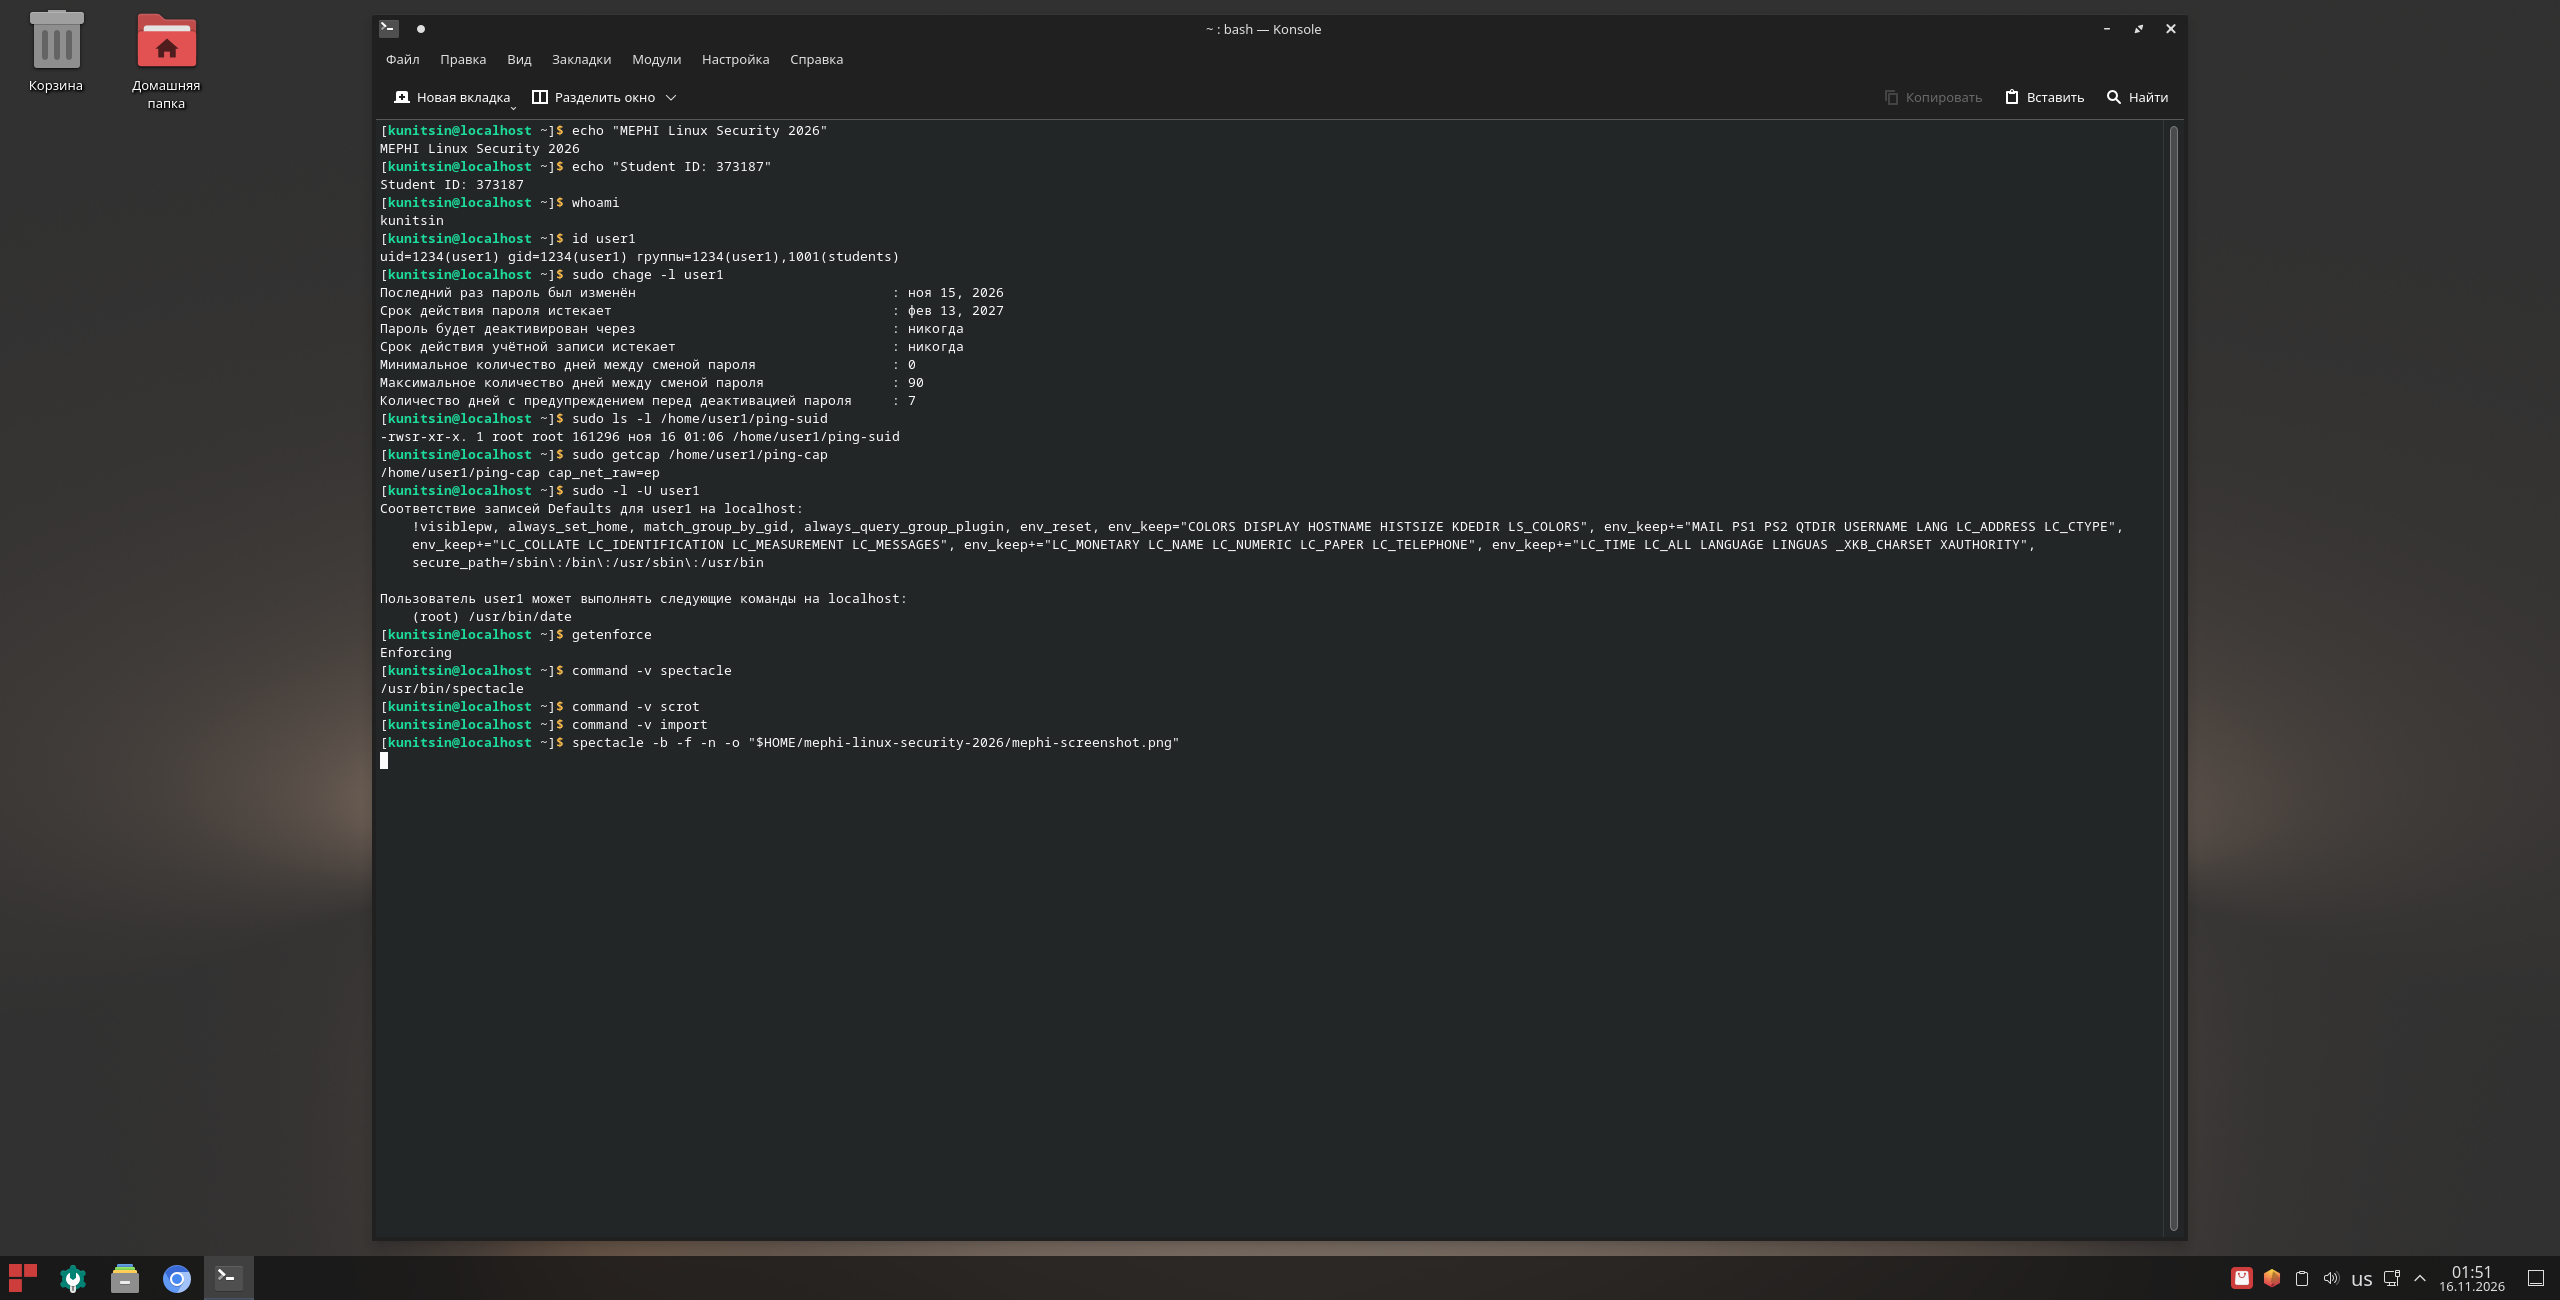 Корзина
Домашняя
папка
~ : bash — Konsole
Файл Правка Вид Закладки Модули Настройка Справка
Новая вкладка Разделить окно Копировать Вставить Найти
[kunitsin@localhost ~]$ echo "MEPHI Linux Security 2026"
MEPHI Linux Security 2026
[kunitsin@localhost ~]$ echo "Student ID: 373187"
Student ID: 373187
[kunitsin@localhost ~]$ whoami
kunitsin
[kunitsin@localhost ~]$ id user1
uid=1234(user1) gid=1234(user1) группы=1234(user1),1001(students)
[kunitsin@localhost ~]$ sudo chage -l user1
Последний раз пароль был изменён : ноя 15, 2026
Срок действия пароля истекает : фев 13, 2027
Пароль будет деактивирован через : никогда
Срок действия учётной записи истекает : никогда
Минимальное количество дней между сменой пароля : 0
Максимальное количество дней между сменой пароля : 90
Количество дней с предупреждением перед деактивацией пароля : 7
[kunitsin@localhost ~]$ sudo ls -l /home/user1/ping-suid
-rwsr-xr-x. 1 root root 161296 ноя 16 01:06 /home/user1/ping-suid
[kunitsin@localhost ~]$ sudo getcap /home/user1/ping-cap
/home/user1/ping-cap cap_net_raw=ep
[kunitsin@localhost ~]$ sudo -l -U user1
Соответствие записей Defaults для user1 на localhost:
    !visiblepw, always_set_home, match_group_by_gid, always_query_group_plugin, env_reset, env_keep="COLORS DISPLAY HOSTNAME HISTSIZE KDEDIR LS_COLORS", env_keep+="MAIL PS1 PS2 QTDIR USERNAME LANG LC_ADDRESS LC_CTYPE",
    env_keep+="LC_COLLATE LC_IDENTIFICATION LC_MEASUREMENT LC_MESSAGES", env_keep+="LC_MONETARY LC_NAME LC_NUMERIC LC_PAPER LC_TELEPHONE", env_keep+="LC_TIME LC_ALL LANGUAGE LINGUAS _XKB_CHARSET XAUTHORITY",
    secure_path=/sbin\:/bin\:/usr/sbin\:/usr/bin
Пользователь user1 может выполнять следующие команды на localhost:
    (root) /usr/bin/date
[kunitsin@localhost ~]$ getenforce
Enforcing
[kunitsin@localhost ~]$ command -v spectacle
/usr/bin/spectacle
[kunitsin@localhost ~]$ command -v scrot
[kunitsin@localhost ~]$ command -v import
[kunitsin@localhost ~]$ spectacle -b -f -n -o "$HOME/mephi-linux-security-2026/mephi-screenshot.png"
us
01:51
16.11.2026